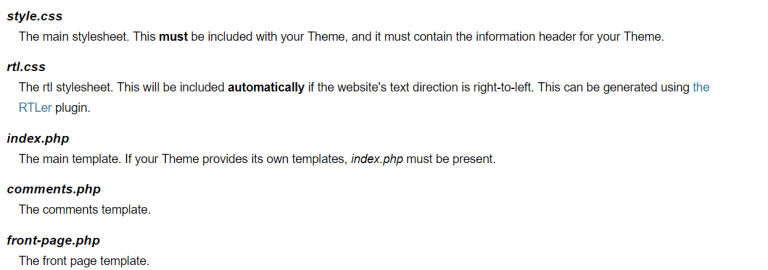 style.css
The main stylesheet. This must be included with your Theme, and it must contain the information header for your Theme.
rtl.css
The rtl stylesheet. This will be included automatically if the website's text direction is right-to-left. This can be generated using the
RTLer plugin.
index.php
The main template. If your Theme provides its own templates, index.php must be present.
comments.php
The comments template.
front-page.php
The front page template.